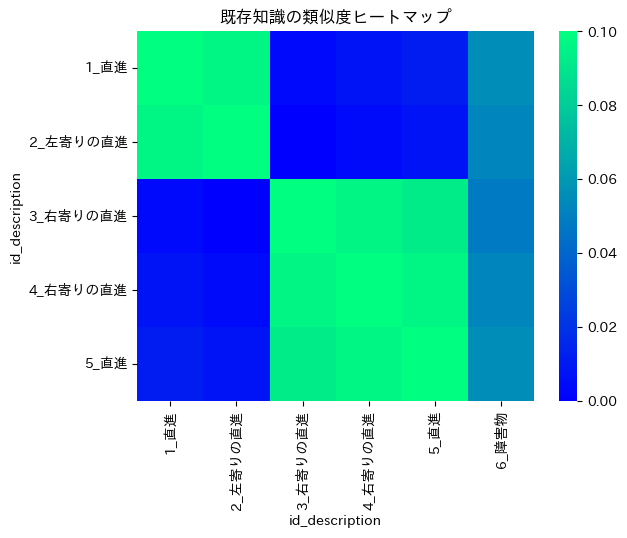 既存知識の類似度ヒートマップ
id_description
1_直進
2_左寄りの直進
3_右寄りの直進
4_右寄りの直進
5_直進
1_直進
2_左寄りの直進
3_右寄りの直進
4_右寄りの直進
5_直進
6_障害物
id_description
0.10
0.08
0.06
0.04
0.02
0.00